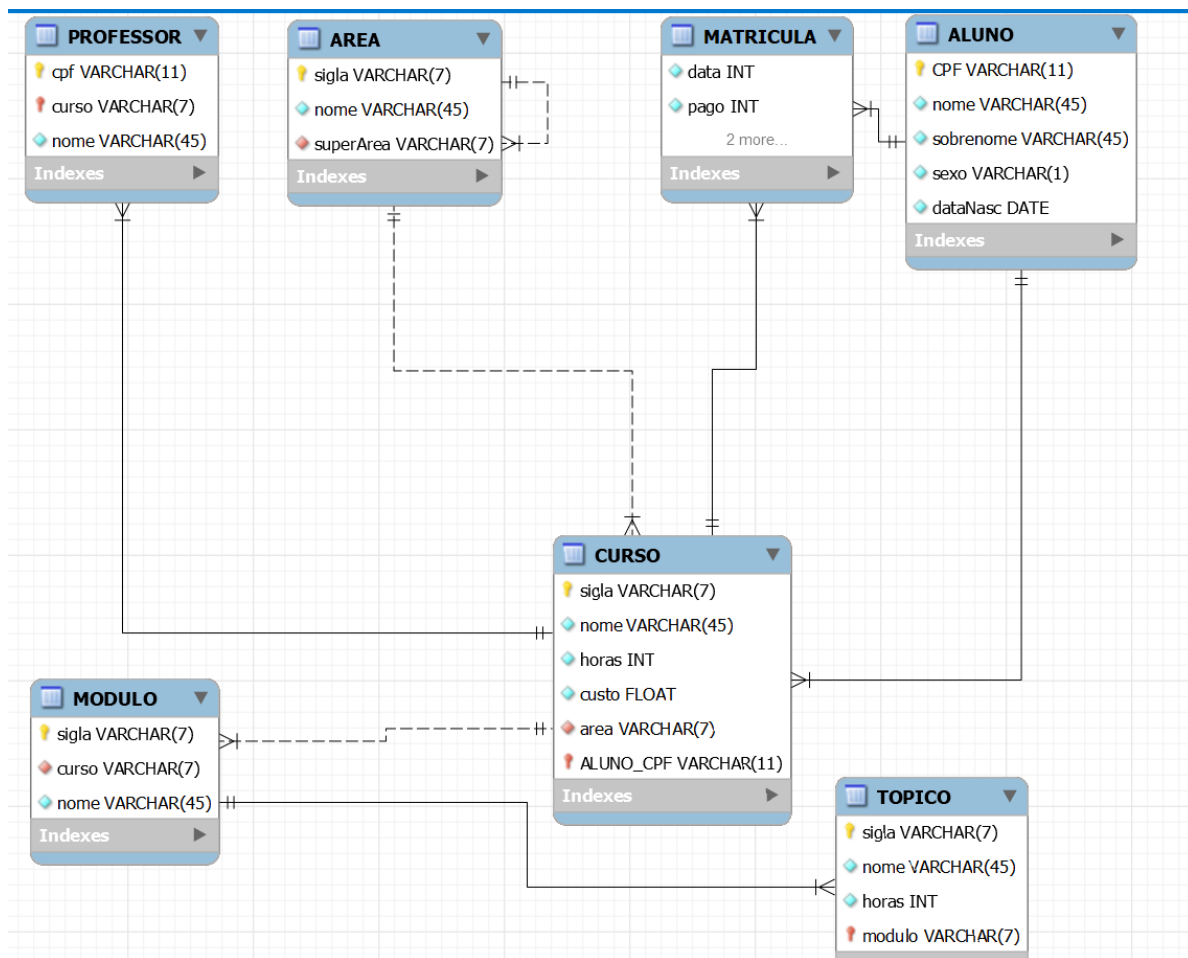 PROFESSOR
cpf VARCHAR(11)
curso VARCHAR(7)
nome VARCHAR(45)
Indexes
AREA
sigla VARCHAR(7)
nome VARCHAR(45)
superArea VARCHAR(7)
Indexes
MATRICULA
data INT
pago INT
2 more...
Indexes
ALUNO
CPF VARCHAR(11)
nome VARCHAR(45)
sobrenome VARCHAR(45)
sexo VARCHAR(1)
dataNasc DATE
Indexes
CURSO
sigla VARCHAR(7)
nome VARCHAR(45)
horas INT
custo FLOAT
area VARCHAR(7)
ALUNO_CPF VARCHAR(11)
Indexes
MODULO
sigla VARCHAR(7)
curso VARCHAR(7)
nome VARCHAR(45)
Indexes
TOPICO
sigla VARCHAR(7)
nome VARCHAR(45)
horas INT
modulo VARCHAR(7)